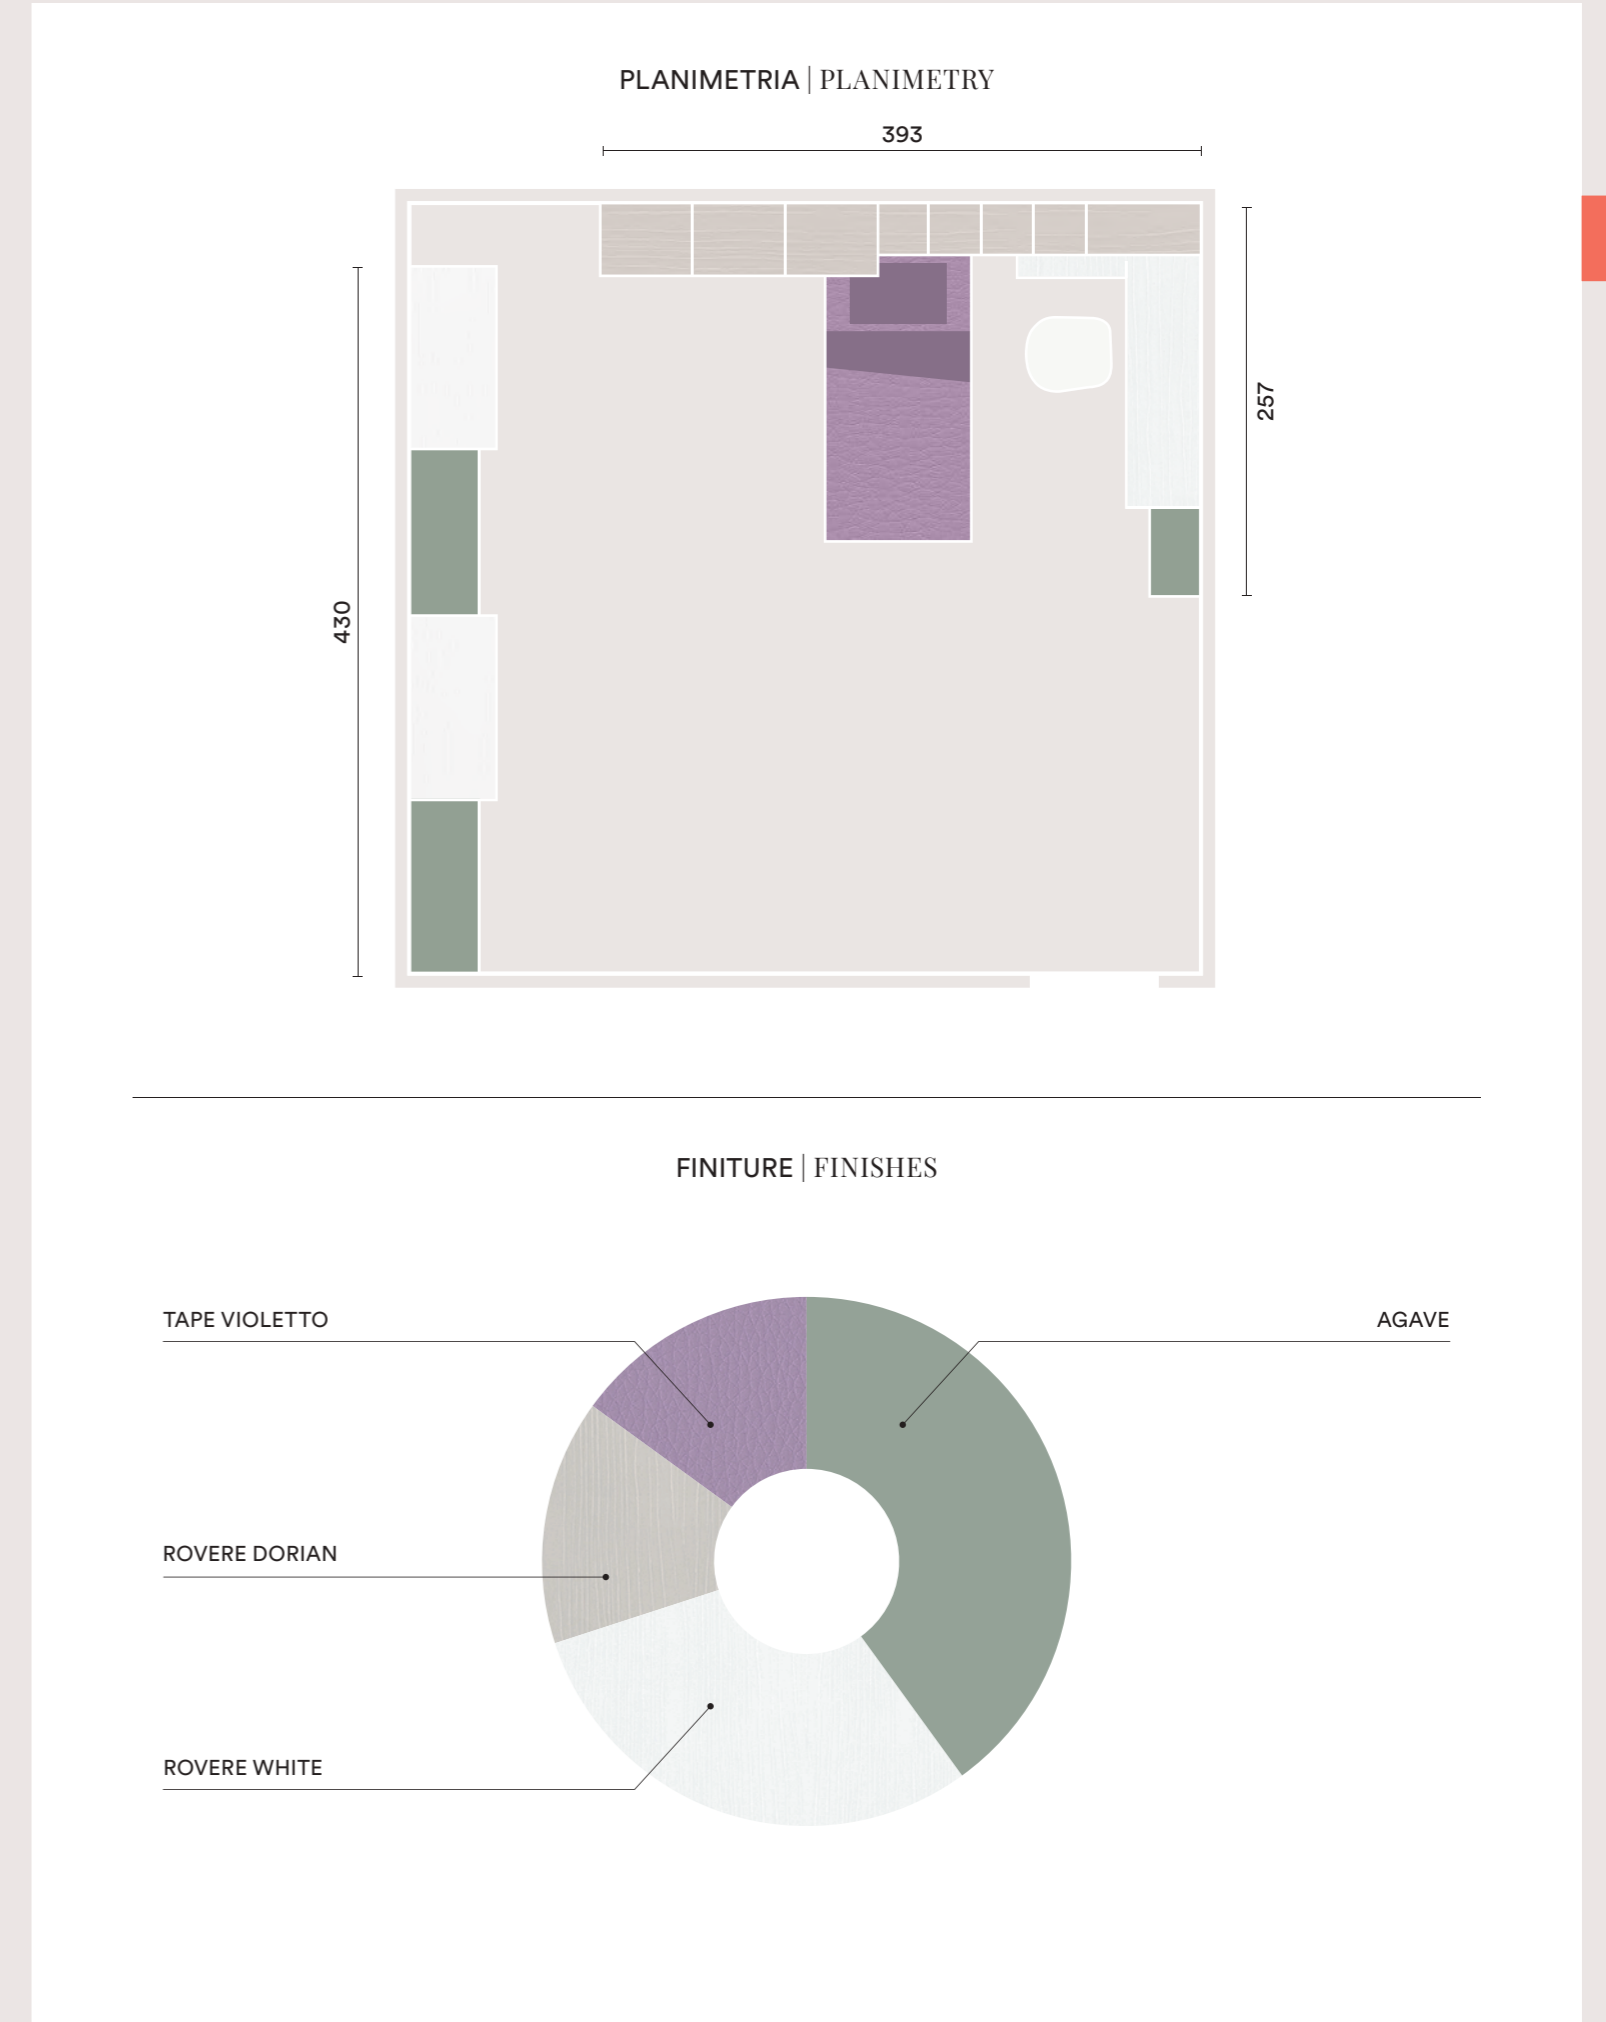 PLANIMETRIA | PLANIMETRY
393
257
430
FINITURE | FINISHES
TAPE VIOLETTO
AGAVE
ROVERE DORIAN
ROVERE WHITE